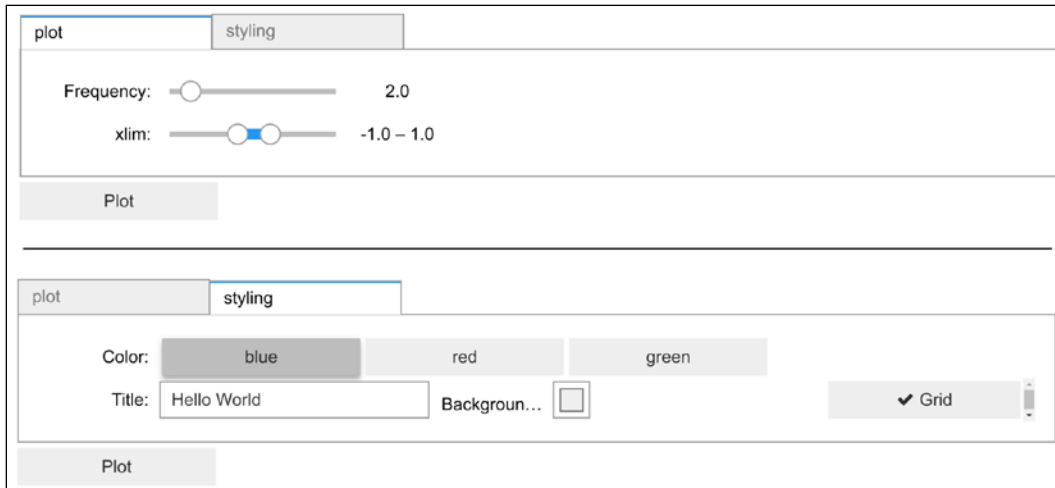 plot styling
Frequency: 2.0
xlim: -1.0 – 1.0
Plot
plot styling
Color: blue red green
Title: Hello World Backgroun... ✔ Grid
Plot